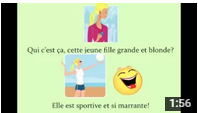 Qui c'est ça, cette jeune fille grande et blonde?
Elle est sportive et si marrante!
1:56